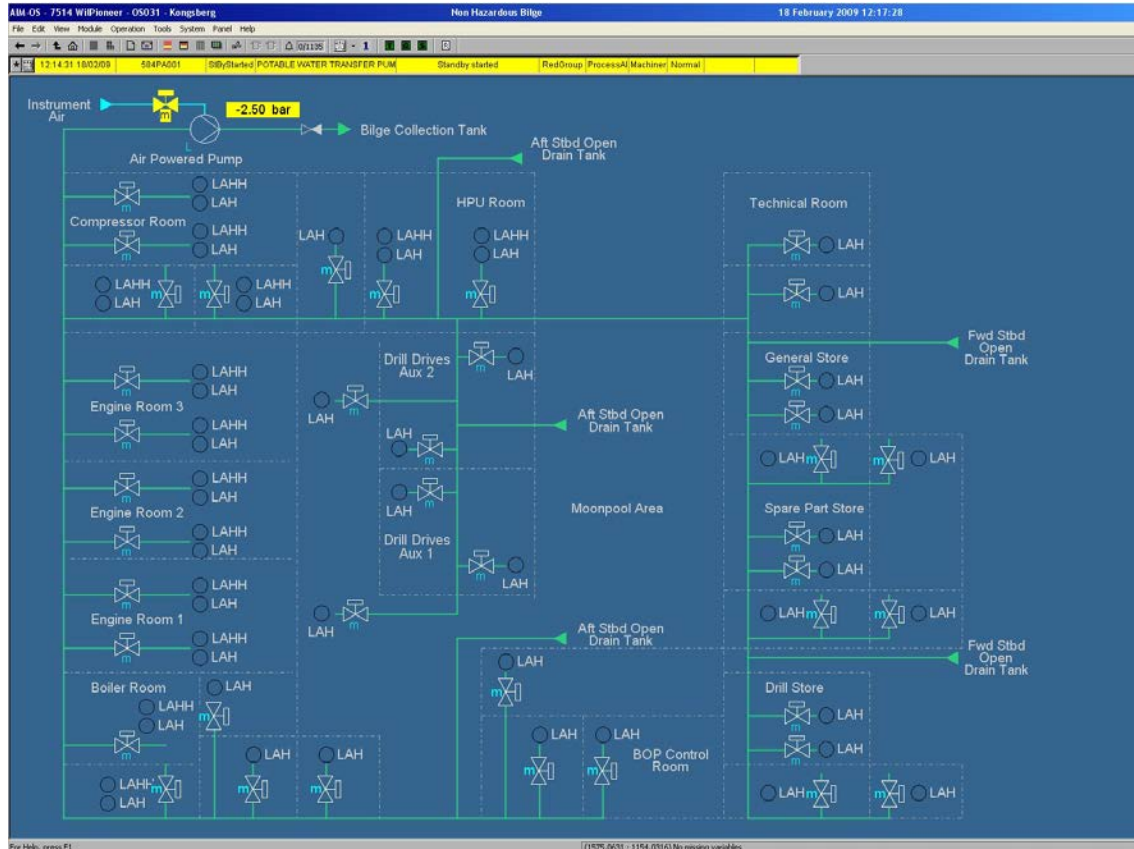 AIM-OS - 7514 WilPioneer - OS031 - Kongsberg
Non Hazardous Bilge
18 February 2009 12:17:28
File Edit View Module Operation Tools System Panel Help
0/1135
1
12:14:31 18/02/09 584PA001 StByStarted POTABLE WATER TRANSFER PUM Standby started RedGroup ProcessAl Machiner Normal
Instrument
Air
m
-2.50 bar
L
Bilge Collection Tank
Air Powered Pump
Aft Stbd Open
Drain Tank
m LAHH
LAH
Compressor Room
m LAHH
LAH
LAH m
LAHH
LAH
m
HPU Room
LAHH
LAH
m
Technical Room
m LAH
m LAH
LAHH
LAH
m
m LAHH
LAH
Fwd Stbd
Open
Drain Tank
m LAHH
LAH
Engine Room 3
m LAHH
LAH
Drill Drives
Aux 2
m LAH
LAH m
LAH m
Aft Stbd Open
Drain Tank
General Store
m LAH
m LAH
LAH m
m LAH
m LAHH
LAH
Engine Room 2
m LAHH
LAH
LAH m
Drill Drives
Aux 1
m LAH
LAH m
Moonpool Area
Spare Part Store
m LAH
m LAH
LAH m
m LAH
m LAHH
LAH
Engine Room 1
m LAHH
LAH
Aft Stbd Open
Drain Tank
Fwd Stbd
Open
Drain Tank
Boiler Room
LAHH
LAH
m
LAH
m
LAHH
LAH
m
LAH
m
LAH
m
LAH
m
LAH
m
LAH
m
BOP Control
Room
Drill Store
m LAH
m LAH
LAH m
m LAH
For Help, press F1
(1575,0631 : 1154,0316) No missing variables